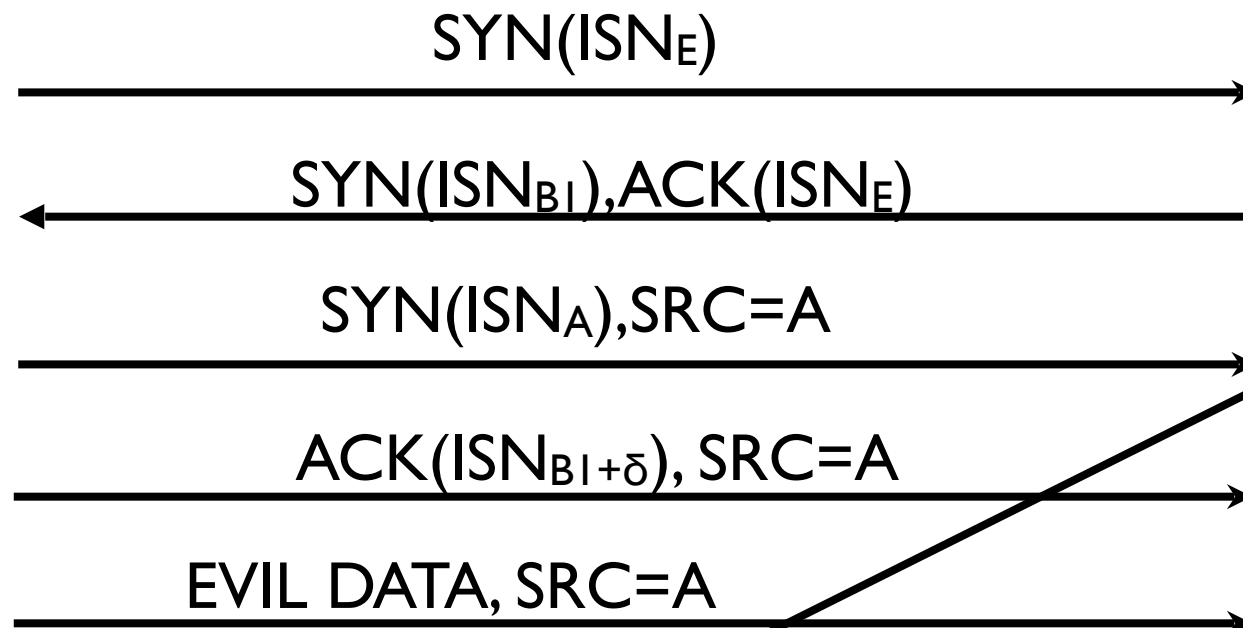 SYN(ISNE)
SYN(ISNB1),ACK(ISNE)
SYN(ISNA),SRC=A
ACK(ISNB1+δ), SRC=A
EVIL DATA, SRC=A